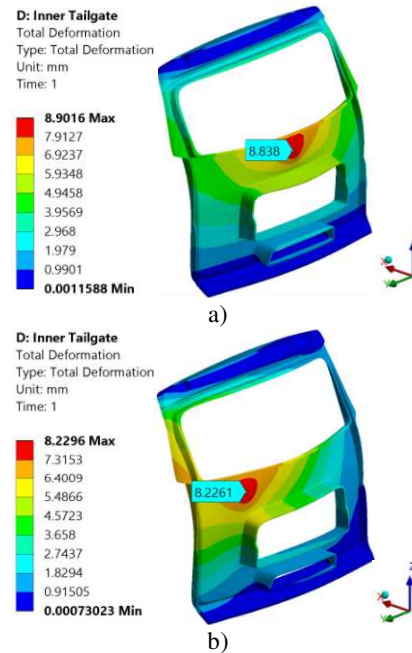 D: Inner Tailgate
Total Deformation
Type: Total Deformation
Unit: mm
Time: 1
8.9016 Max
7.9127
6.9237
5.9348
4.9458
3.9569
2.968
1.979
0.9901
0.0011588 Min
8.838
X
Y
a)
D: Inner Tailgate
Total Deformation
Type: Total Deformation
Unit: mm
Time: 1
8.2296 Max
7.3153
6.4009
5.4866
4.5723
3.658
2.7437
1.8294
0.91505
0.00073023 Min
8.2261
Z
X
Y
b)